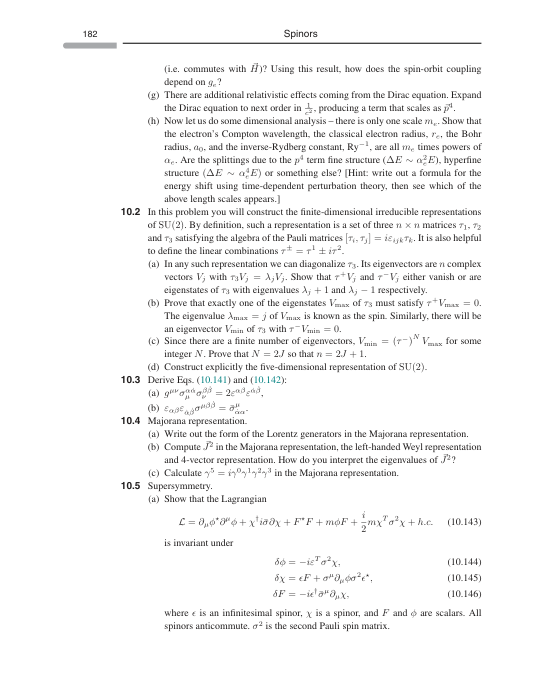 182 Spinors
(i.e. commutes with $\vec{H}$)? Using this result, how does the spin-orbit coupling
depend on $g_e$?
(g) There are additional relativistic effects coming from the Dirac equation. Expand
the Dirac equation to next order in $\frac{1}{c^2}$, producing a term that scales as $\vec{p}^4$.
(h) Now let us do some dimensional analysis – there is only one scale $m_e$. Show that
the electron's Compton wavelength, the classical electron radius, $r_e$, the Bohr
radius, $a_0$, and the inverse-Rydberg constant, Ry$^{-1}$, are all $m_e$ times powers of
$\alpha_e$. Are the splittings due to the $p^4$ term fine structure ($\Delta E \sim \alpha_e^2 E$), hyperfine
structure ($\Delta E \sim \alpha_e^4 E$) or something else? [Hint: write out a formula for the
energy shift using time-dependent perturbation theory, then see which of the
above length scales appears.]
10.2 In this problem you will construct the finite-dimensional irreducible representations
of SU(2). By definition, such a representation is a set of three $n \times n$ matrices $\tau_1$, $\tau_2$
and $\tau_3$ satisfying the algebra of the Pauli matrices $[\tau_i, \tau_j] = i\varepsilon_{ijk}\tau_k$. It is also helpful
to define the linear combinations $\tau^\pm = \tau^1 \pm i\tau^2$.
(a) In any such representation we can diagonalize $\tau_3$. Its eigenvectors are $n$ complex
vectors $V_j$ with $\tau_3 V_j = \lambda_j V_j$. Show that $\tau^+ V_j$ and $\tau^- V_j$ either vanish or are
eigenstates of $\tau_3$ with eigenvalues $\lambda_j + 1$ and $\lambda_j - 1$ respectively.
(b) Prove that exactly one of the eigenstates $V_{\max}$ of $\tau_3$ must satisfy $\tau^+ V_{\max} = 0$.
The eigenvalue $\lambda_{\max} = j$ of $V_{\max}$ is known as the spin. Similarly, there will be
an eigenvector $V_{\min}$ of $\tau_3$ with $\tau^- V_{\min} = 0$.
(c) Since there are a finite number of eigenvectors, $V_{\min} = (\tau^-)^N V_{\max}$ for some
integer $N$. Prove that $N = 2J$ so that $n = 2J + 1$.
(d) Construct explicitly the five-dimensional representation of SU(2).
10.3 Derive Eqs. (10.141) and (10.142):
(a) $g^{\mu\nu}\sigma_\mu^{\alpha\dot\alpha}\sigma_\nu^{\beta\dot\beta} = 2\varepsilon^{\alpha\beta}\varepsilon^{\dot\alpha\dot\beta}$,
(b) $\varepsilon_{\alpha\beta}\varepsilon_{\dot\alpha\dot\beta}\sigma^{\mu\beta\dot\beta} = \bar\sigma^\mu_{\alpha\dot\alpha}$.
10.4 Majorana representation.
(a) Write out the form of the Lorentz generators in the Majorana representation.
(b) Compute $\vec{J}^2$ in the Majorana representation, the left-handed Weyl representation
and 4-vector representation. How do you interpret the eigenvalues of $\vec{J}^2$?
(c) Calculate $\gamma^5 = i\gamma^0\gamma^1\gamma^2\gamma^3$ in the Majorana representation.
10.5 Supersymmetry.
(a) Show that the Lagrangian
$\mathcal{L} = \partial_\mu\phi^\star\partial^\mu\phi + \chi^\dagger i\bar\sigma\partial\chi + F^\star F + m\phi F + \frac{i}{2}m\chi^T\sigma^2\chi + h.c.$ (10.143)
is invariant under
$\delta\phi = -i\varepsilon^T\sigma^2\chi,$ (10.144)
$\delta\chi = \epsilon F + \sigma^\mu\partial_\mu\phi\sigma^2\epsilon^\star,$ (10.145)
$\delta F = -i\epsilon^\dagger\bar\sigma^\mu\partial_\mu\chi,$ (10.146)
where $\epsilon$ is an infinitesimal spinor, $\chi$ is a spinor, and $F$ and $\phi$ are scalars. All
spinors anticommute. $\sigma^2$ is the second Pauli spin matrix.